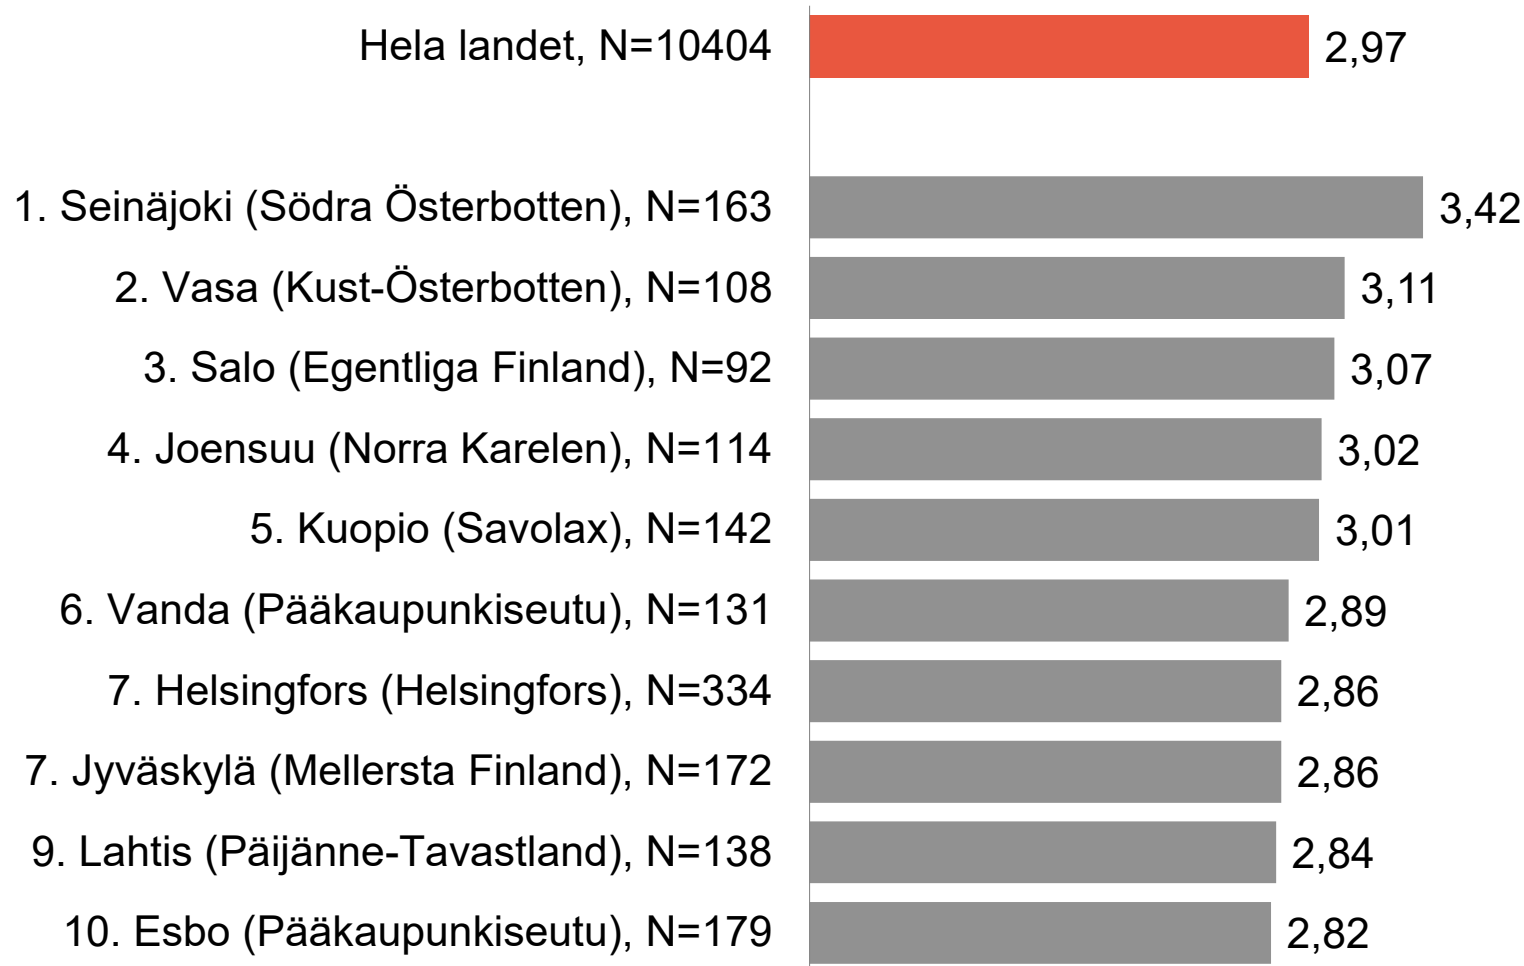 Hela landet, N=10404 2,97
1. Seinäjoki (Södra Österbotten), N=163 3,42
2. Vasa (Kust-Österbotten), N=108 3,11
3. Salo (Egentliga Finland), N=92 3,07
4. Joensuu (Norra Karelen), N=114 3,02
5. Kuopio (Savolax), N=142 3,01
6. Vanda (Pääkaupunkiseutu), N=131 2,89
7. Helsingfors (Helsingfors), N=334 2,86
7. Jyväskylä (Mellersta Finland), N=172 2,86
9. Lahtis (Päijänne-Tavastland), N=138 2,84
10. Esbo (Pääkaupunkiseutu), N=179 2,82